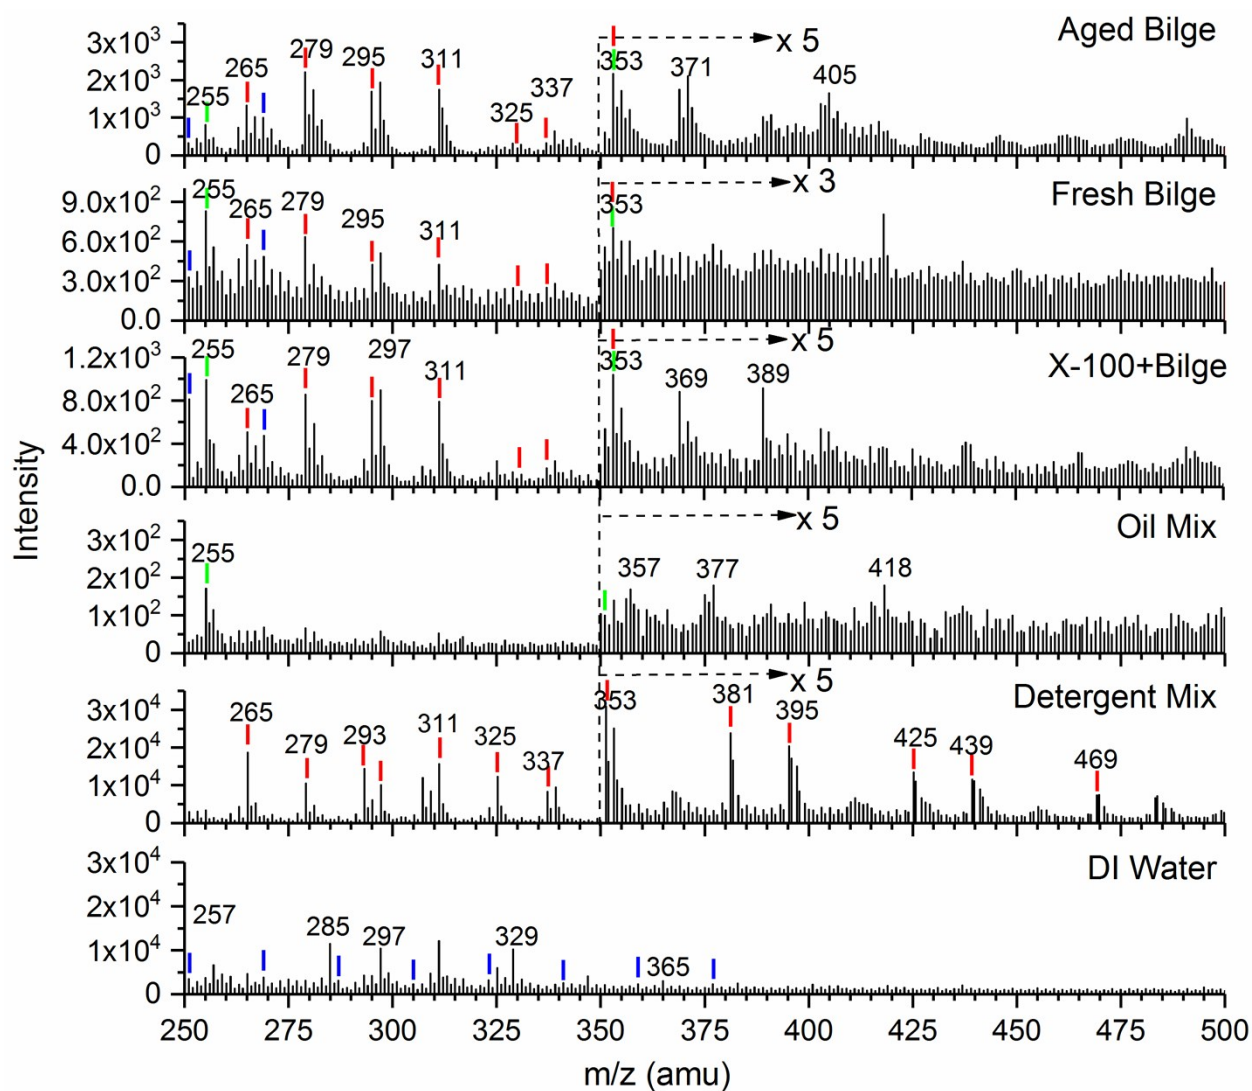 Aged Bilge
x 5
3x10³
2x10³
1x10³
0
255
265
279
295
311
325
337
353
371
405
Fresh Bilge
x 3
9.0x10²
6.0x10²
3.0x10²
0.0
255
265
279
295
311
353
X-100+Bilge
x 5
1.2x10³
8.0x10²
4.0x10²
0.0
255
265
279
297
311
353
369
389
Oil Mix
x 5
3x10²
2x10²
1x10²
0
255
357
377
418
Detergent Mix
x 5
3x10⁴
2x10⁴
1x10⁴
0
265
279
293
311
325
337
353
381
395
425
439
469
DI Water
3x10⁴
2x10⁴
1x10⁴
0
257
285
297
329
365
250 275 300 325 350 375 400 425 450 475 500
m/z (amu)
Intensity